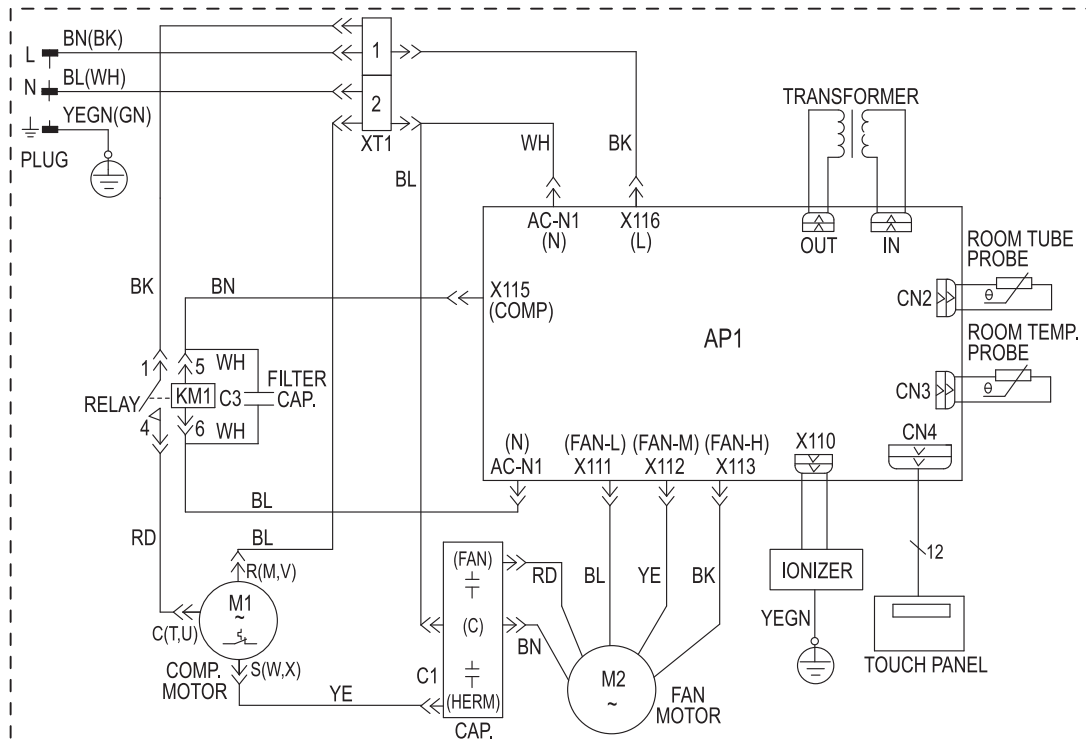 BN(BK)
L
BL(WH)
N
YEGN(GN)
PLUG
1
2
XT1
BL
WH
BK
TRANSFORMER
AC-N1
(N)
X116
(L)
OUT
IN
ROOM TUBE
PROBE
θ
CN2
BK
BN
X115
(COMP)
AP1
ROOM TEMP.
PROBE
θ
CN3
1
5
WH
RELAY
KM1
C3
FILTER
CAP.
4
6
WH
(N)
AC-N1
(FAN-L)
X111
(FAN-M)
X112
(FAN-H)
X113
X110
CN4
BL
RD
BL
R(M,V)
M1
~
C(T,U)
S(W,X)
COMP.
MOTOR
YE
(FAN)
(C)
C1
(HERM)
CAP.
RD
BN
BL
YE
BK
M2
~
FAN
MOTOR
IONIZER
YEGN
12
TOUCH PANEL